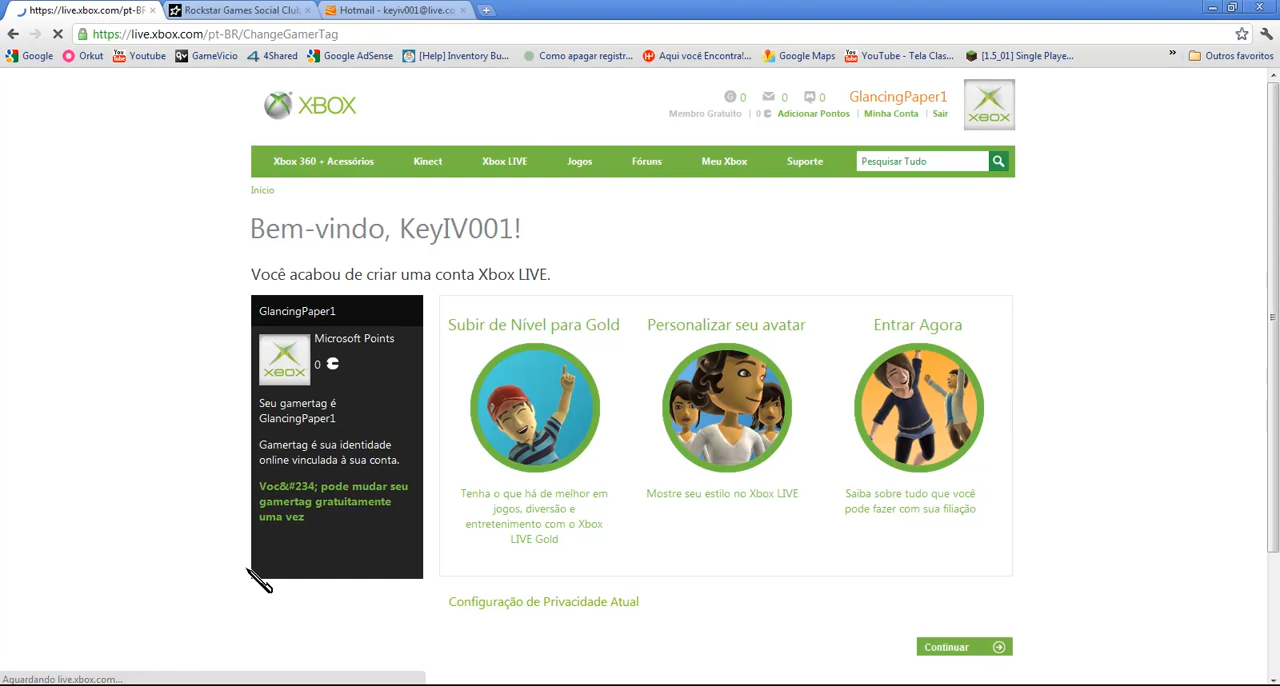 https://live.xbox.com/pt-BF
Rockstar Games Social Club
Hotmail - keyiv001@live.co
https://live.xbox.com/pt-BR/ChangeGamerTag
Google
Orkut
Youtube
GameVicio
4Shared
Google AdSense
[Help] Inventory Bu...
Como apagar registr...
Aqui você Encontra!...
Google Maps
YouTube - Tela Clas...
[1.5_01] Single Playe...
»
Outros favoritos
XBOX
0
0
0
GlancingPaper1
XBOX
Membro Gratuito | 0 Adicionar Pontos | Minha Conta | Sair
Xbox 360 + Acessórios
Kinect
Xbox LIVE
Jogos
Fóruns
Meu Xbox
Suporte
Pesquisar Tudo
Início
Bem-vindo, KeyIV001!
Você acabou de criar uma conta Xbox LIVE.
GlancingPaper1
XBOX
Microsoft Points
0
Seu gamertag é
GlancingPaper1
Gamertag é sua identidade
online vinculada à sua conta.
Voc&#234; pode mudar seu
gamertag gratuitamente
uma vez
Subir de Nível para Gold
Tenha o que há de melhor em
jogos, diversão e
entretenimento com o Xbox
LIVE Gold
Personalizar seu avatar
Mostre seu estilo no Xbox LIVE
Entrar Agora
Saiba sobre tudo que você
pode fazer com sua filiação
Configuração de Privacidade Atual
Continuar
Aguardando live.xbox.com...